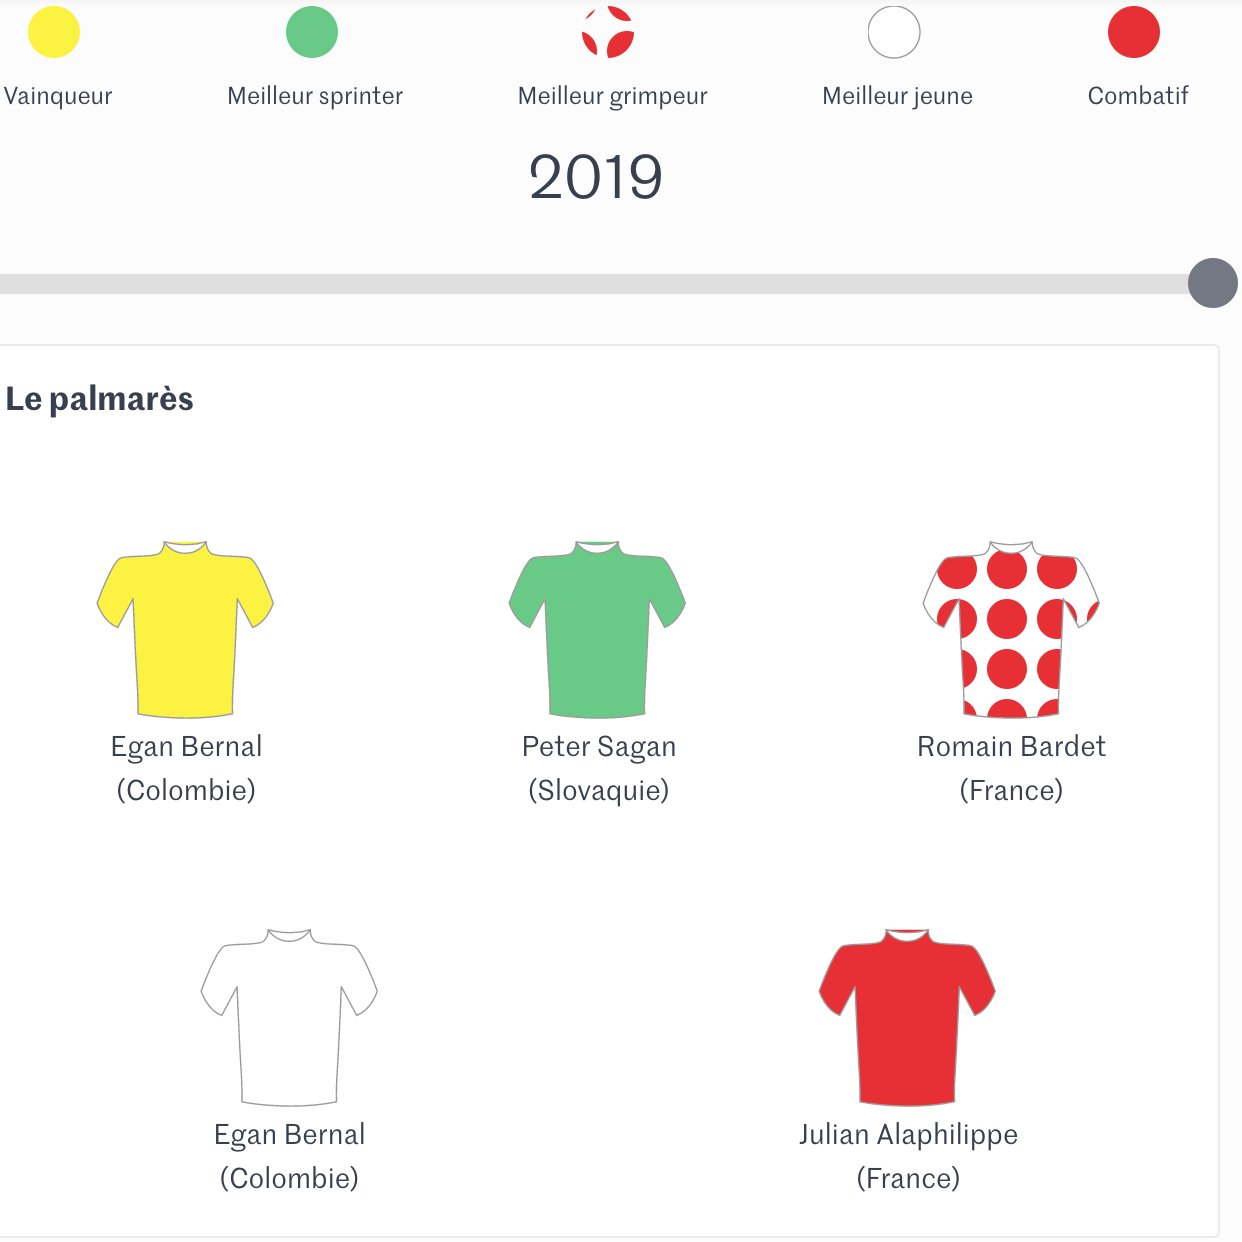 Vainqueur
Meilleur sprinter
Meilleur grimpeur
Meilleur jeune
Combatif
2019
Le palmarès
Egan Bernal
(Colombie)
Peter Sagan
(Slovaquie)
Romain Bardet
(France)
Egan Bernal
(Colombie)
Julian Alaphilippe
(France)